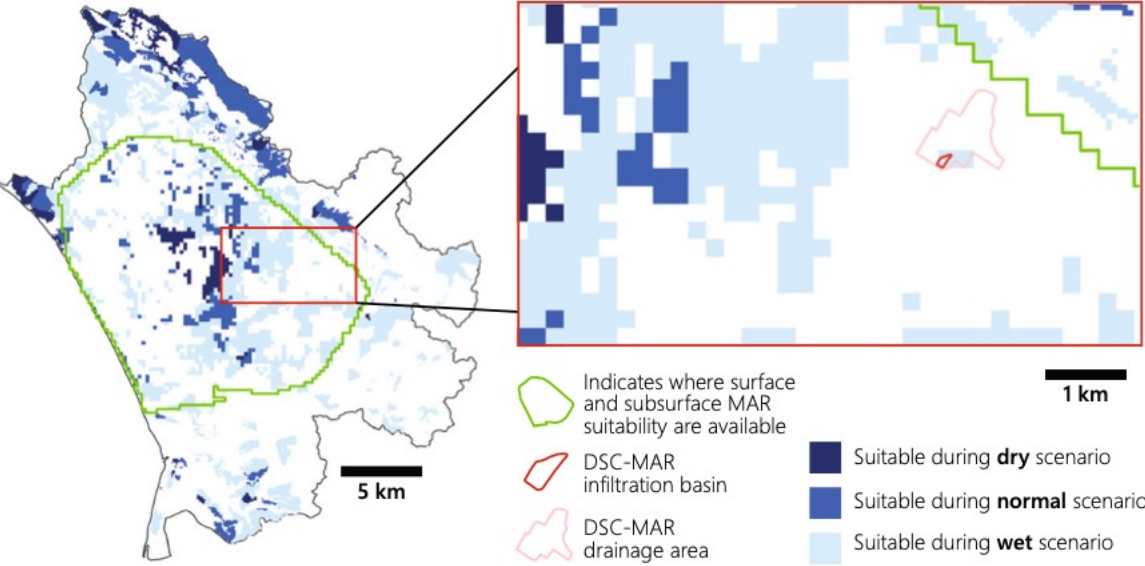 5 km
1 km
Indicates where surface
and subsurface MAR
suitability are available
DSC-MAR
infiltration basin
DSC-MAR
drainage area
Suitable during dry scenario
Suitable during normal scenario
Suitable during wet scenario